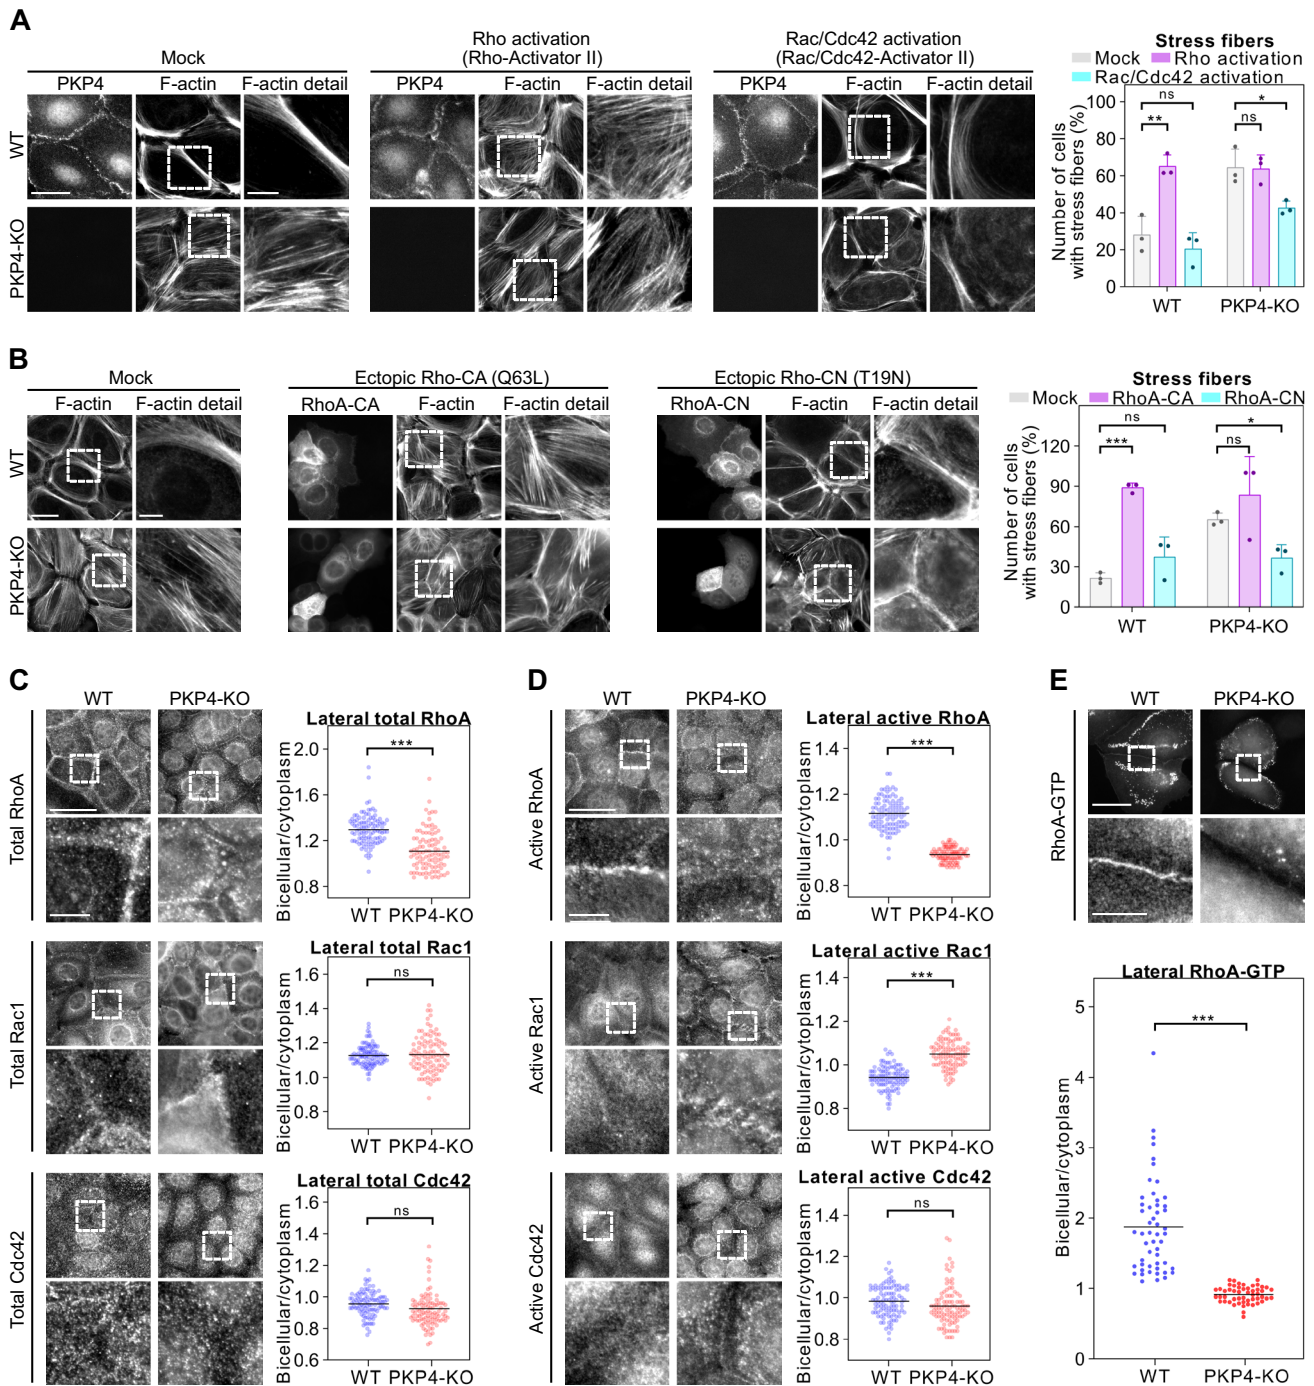 A
Mock
Rho activation
(Rho-Activator II)
Rac/Cdc42 activation
(Rac/Cdc42-Activator II)
PKP4 F-actin F-actin detail
PKP4 F-actin F-actin detail
PKP4 F-actin F-actin detail
WT
PKP4-KO
Stress fibers
Mock Rho activation
Rac/Cdc42 activation
Number of cells
with stress fibers (%)
100
80
60
40
20
0
ns
**
*
ns
WT PKP4-KO
B
Mock
Ectopic Rho-CA (Q63L)
Ectopic Rho-CN (T19N)
F-actin F-actin detail
RhoA-CA F-actin F-actin detail
RhoA-CN F-actin F-actin detail
WT
PKP4-KO
Stress fibers
Mock RhoA-CA RhoA-CN
Number of cells
with stress fibers (%)
120
90
60
30
0
ns
***
*
ns
WT PKP4-KO
C
WT PKP4-KO
Total RhoA
Lateral total RhoA
Bicellular/cytoplasm
2.0
1.6
1.2
0.8
***
WT PKP4-KO
Total Rac1
Lateral total Rac1
Bicellular/cytoplasm
1.6
1.4
1.2
1.0
0.8
ns
WT PKP4-KO
Total Cdc42
Lateral total Cdc42
Bicellular/cytoplasm
1.6
1.4
1.2
1.0
0.8
0.6
ns
WT PKP4-KO
D
WT PKP4-KO
Active RhoA
Lateral active RhoA
Bicellular/cytoplasm
1.4
1.2
1.0
0.8
***
WT PKP4-KO
Active Rac1
Lateral active Rac1
Bicellular/cytoplasm
1.4
1.2
1.0
0.8
***
WT PKP4-KO
Active Cdc42
Lateral active Cdc42
Bicellular/cytoplasm
1.4
1.2
1.0
0.8
ns
WT PKP4-KO
E
WT PKP4-KO
RhoA-GTP
Lateral RhoA-GTP
Bicellular/cytoplasm
5
4
3
2
1
0
***
WT PKP4-KO